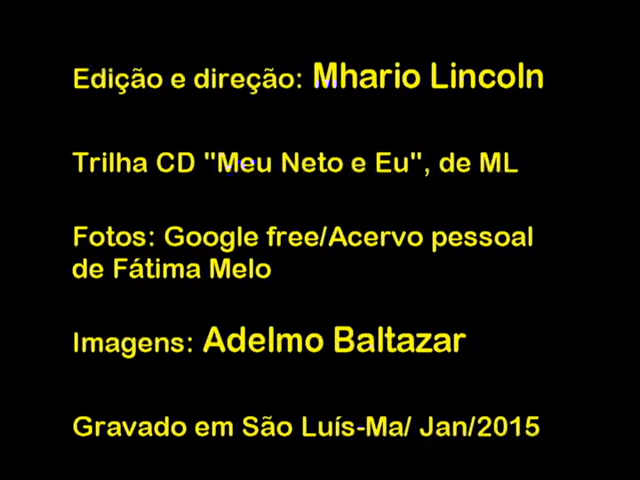 Edição e direção: Mhario Lincoln
Trilha CD "Meu Neto e Eu", de ML
Fotos: Google free/Acervo pessoal
de Fátima Melo
Imagens: Adelmo Baltazar
Gravado em São Luís-Ma/ Jan/2015